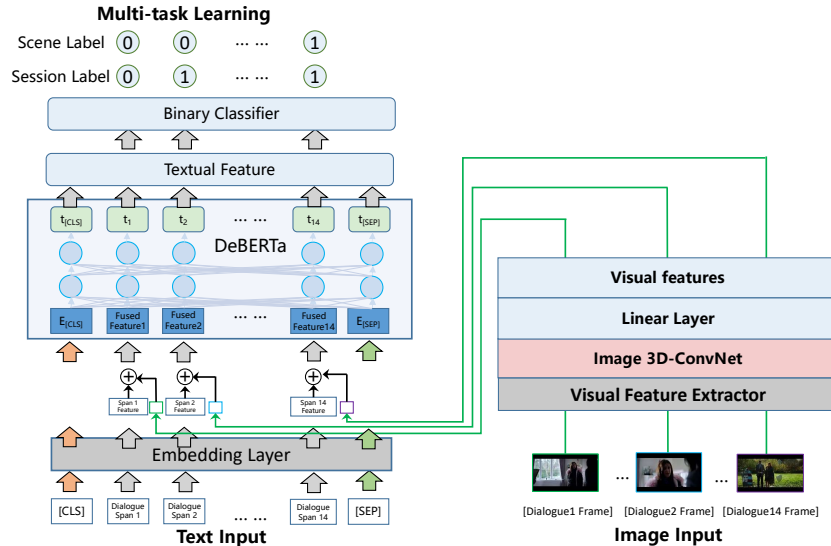 Multi-task Learning
Scene Label 0 0 ... ... 1
Session Label 0 1 ... ... 1
Binary Classifier
Textual Feature
t[CLS] t1 t2 ... ... t14 t[SEP]
DeBERTa
E[CLS] Fused Feature1 Fused Feature2 ... ... Fused Feature14 E[SEP]
Span 1 Feature Span 2 Feature Span 14 Feature
Embedding Layer
[CLS] Dialogue Span 1 Dialogue Span 2 ... ... Dialogue Span 14 [SEP]
Text Input
Visual features
Linear Layer
Image 3D-ConvNet
Visual Feature Extractor
... ...
[Dialogue1 Frame] [Dialogue2 Frame] [Dialogue14 Frame]
Image Input